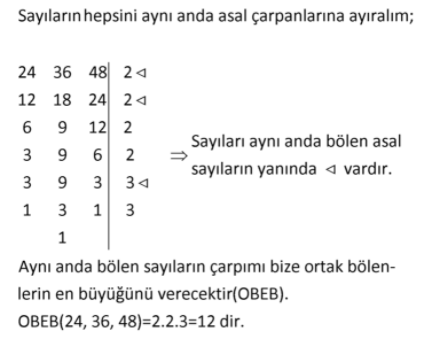 Sayıların hepsini aynı anda asal çarpanlarına ayıralım;
24 36 48 2 ◁
12 18 24 2 ◁
6 9 12 2
3 9 6 2
3 9 3 3 ◁
1 3 1 3
1
⇒ Sayıları aynı anda bölen asal
sayıların yanında ◁ vardır.
Aynı anda bölen sayıların çarpımı bize ortak bölen-
lerin en büyüğünü verecektir(OBEB).
OBEB(24, 36, 48)=2.2.3=12 dir.